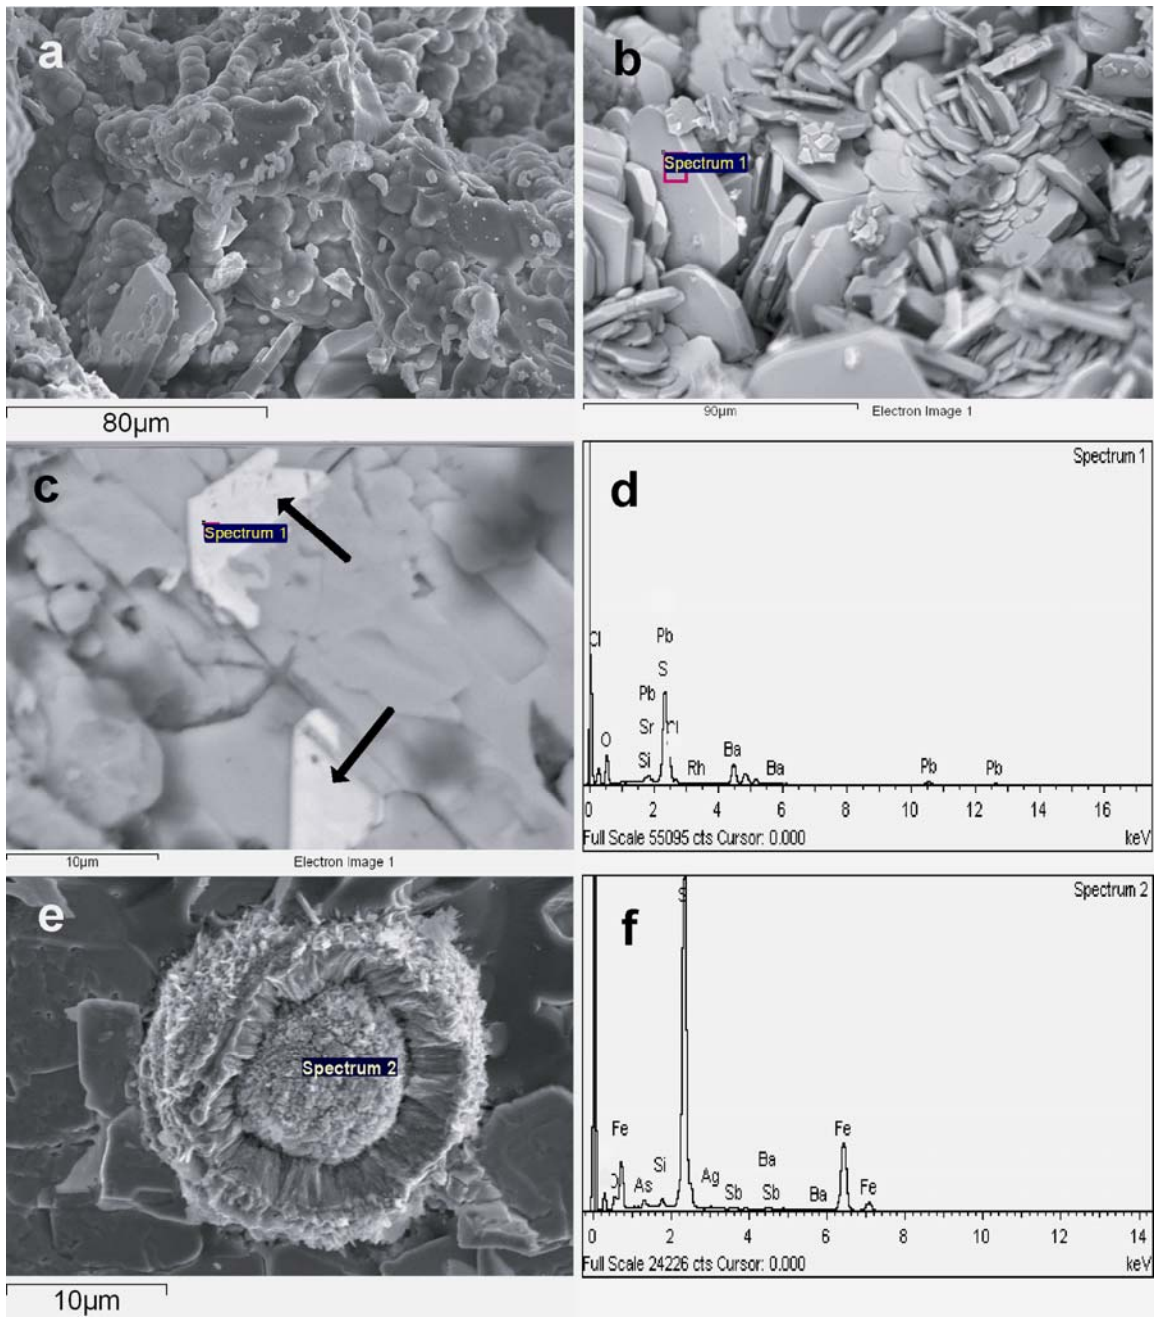 a
80µm
b
Spectrum 1
90µm Electron Image 1
c
Spectrum 1
10µm Electron Image 1
d
Spectrum 1
Cl
Pb
S
Pb
Sr
Si
O
Rh
Ba
Ba
Pb
Pb
0 2 4 6 8 10 12 14 16
Full Scale 55095 cts Cursor: 0.000 keV
e
Spectrum 2
10µm
f
Spectrum 2
S
Fe
Si
As
Ag
Sb
Ba
Sb
Ba
Fe
Fe
0 2 4 6 8 10 12 14
Full Scale 24226 cts Cursor: 0.000 keV